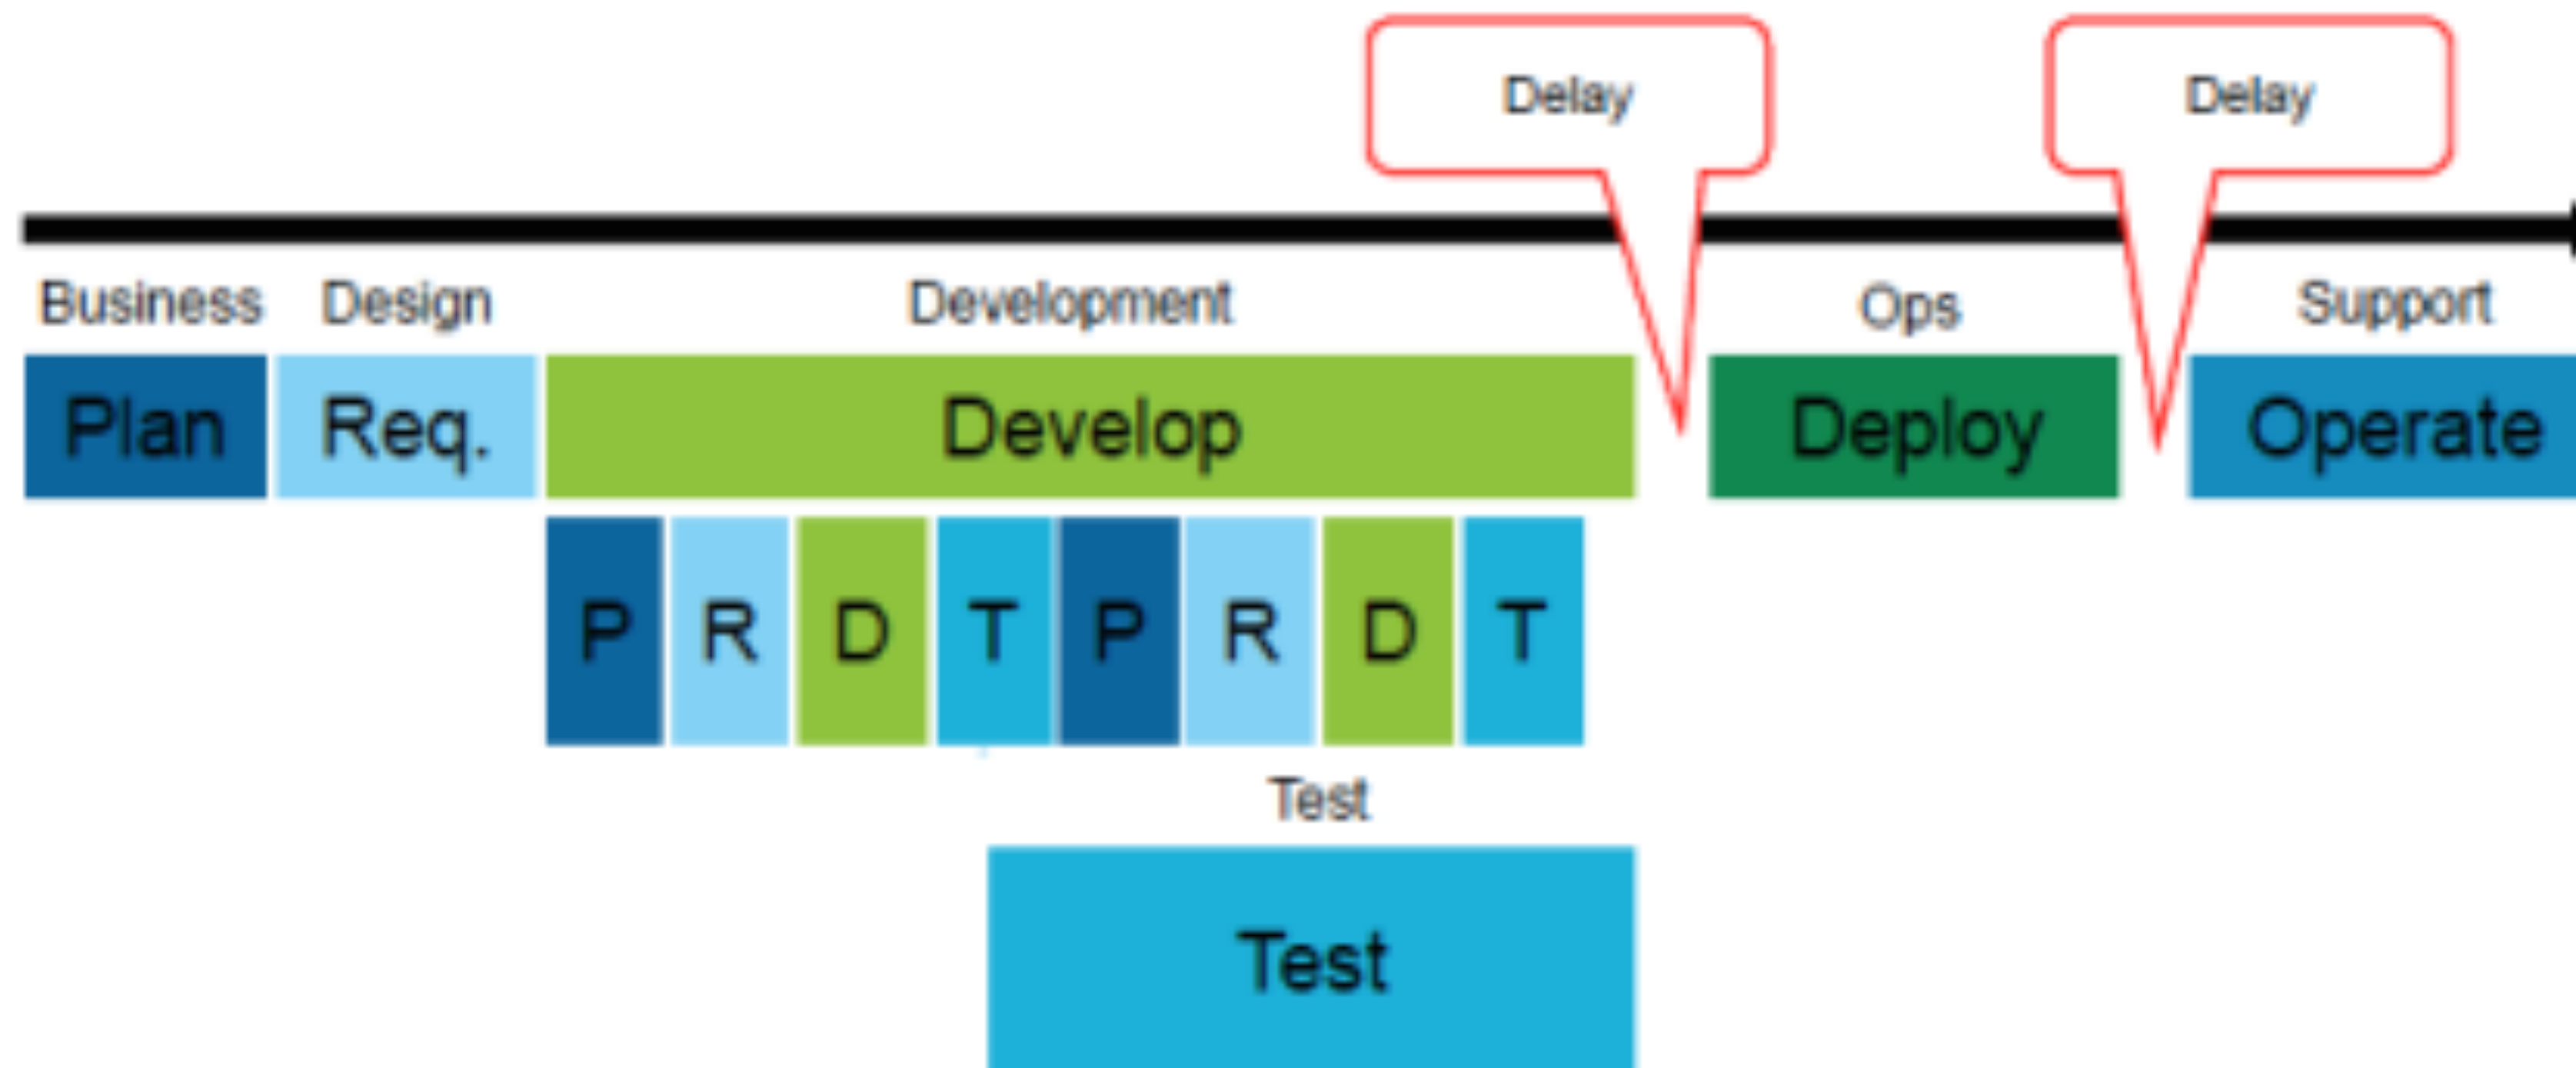 Delay Delay
Business Design Development Ops Support
Plan Req. Develop Deploy Operate
P R D T P R D T
Test
Test